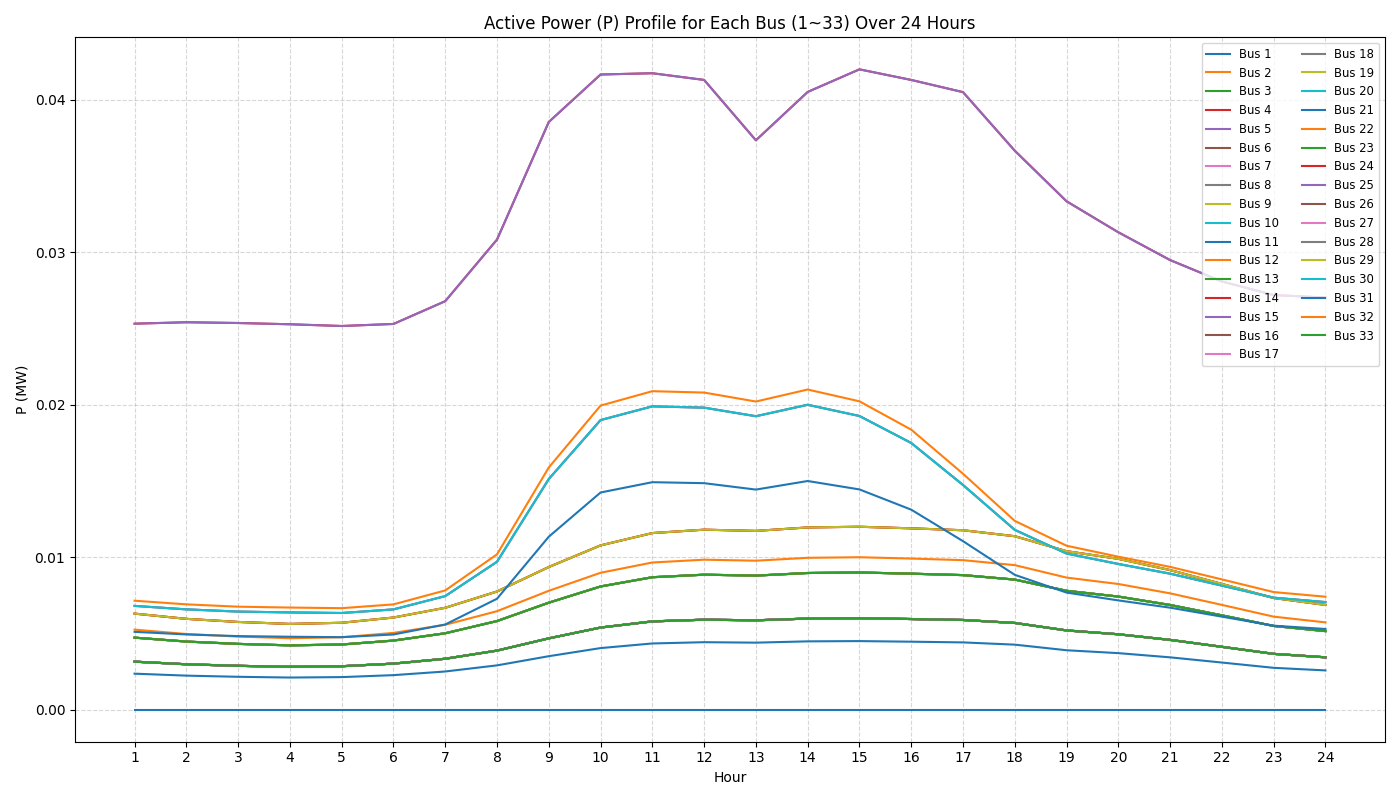 Active Power (P) Profile for Each Bus (1~33) Over 24 Hours
P (MW)
0.04
0.03
0.02
0.01
0.00
Bus 1
Bus 2
Bus 3
Bus 4
Bus 5
Bus 6
Bus 7
Bus 8
Bus 9
Bus 10
Bus 11
Bus 12
Bus 13
Bus 14
Bus 15
Bus 16
Bus 17
Bus 18
Bus 19
Bus 20
Bus 21
Bus 22
Bus 23
Bus 24
Bus 25
Bus 26
Bus 27
Bus 28
Bus 29
Bus 30
Bus 31
Bus 32
Bus 33
1 2 3 4 5 6 7 8 9 10 11 12 13 14 15 16 17 18 19 20 21 22 23 24
Hour